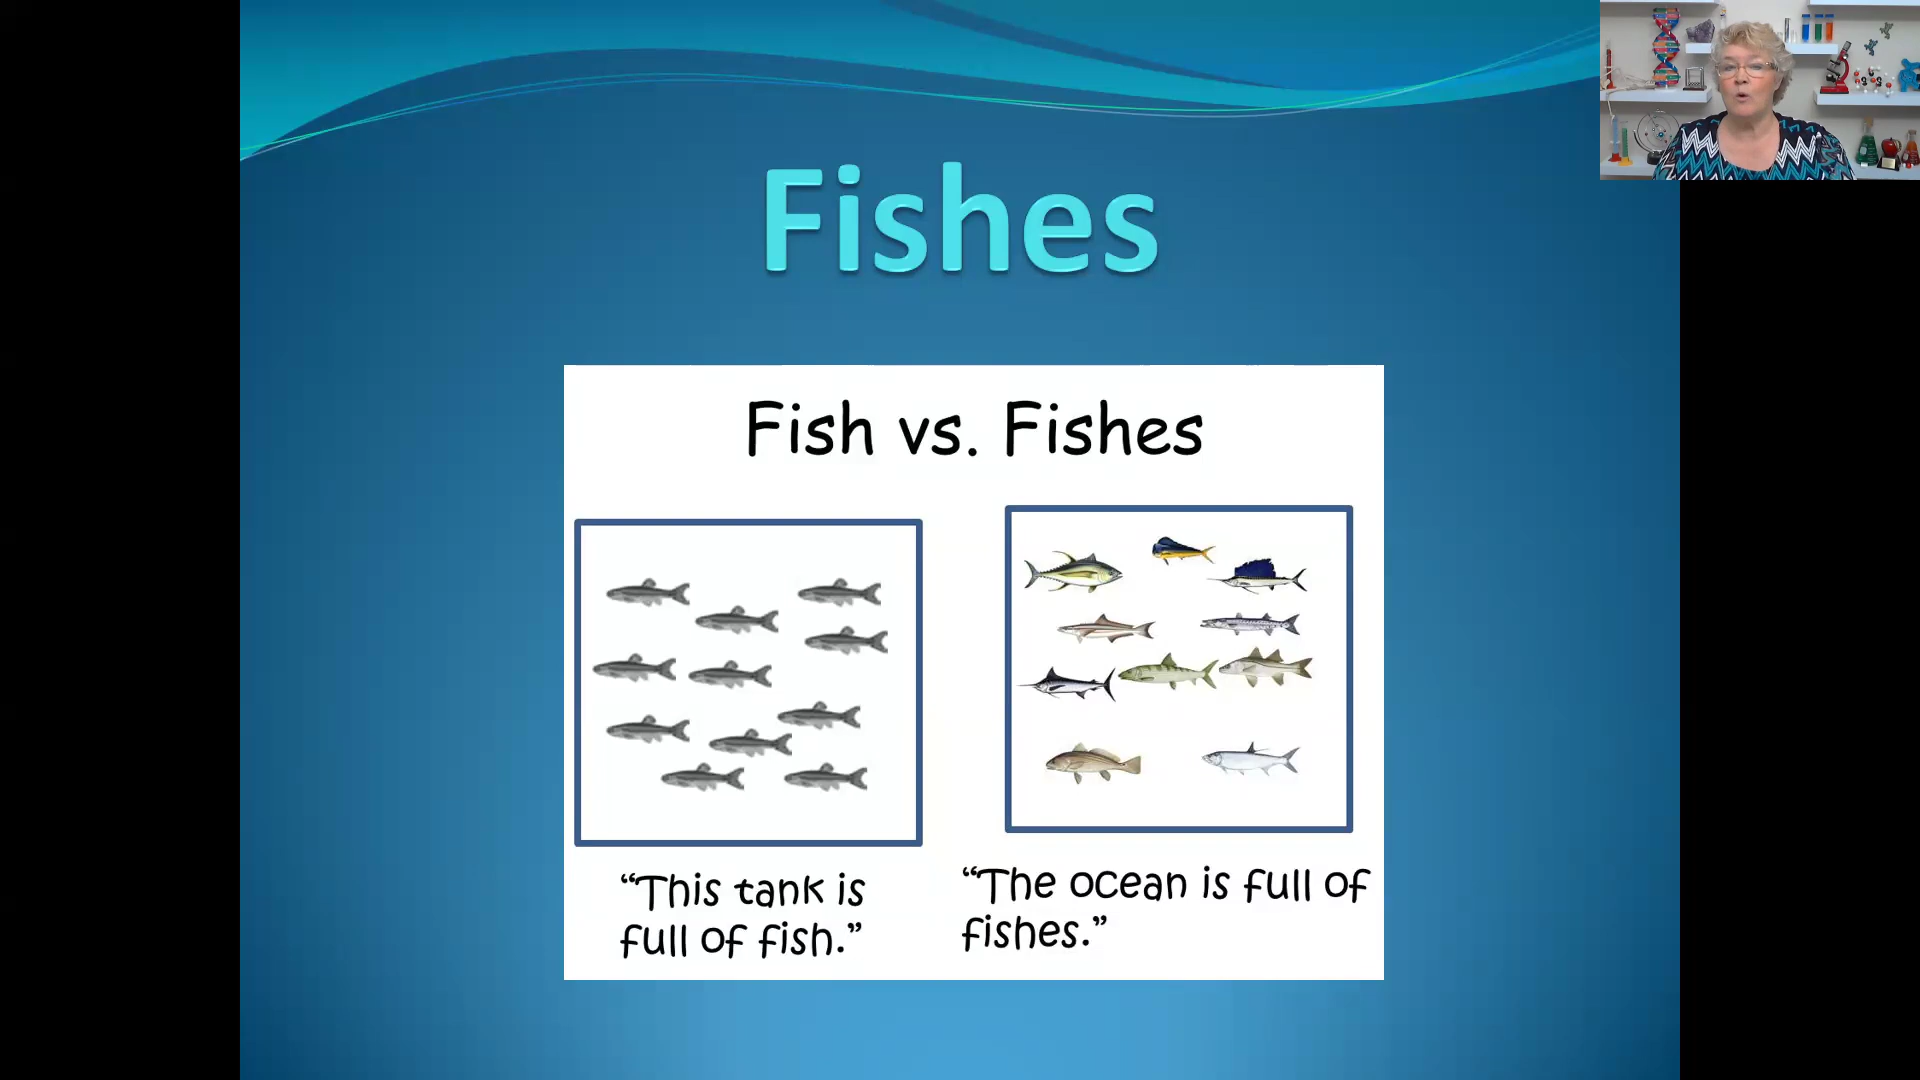 Fishes
Fish vs. Fishes
“This tank is
full of fish.”
“The ocean is full of
fishes.”